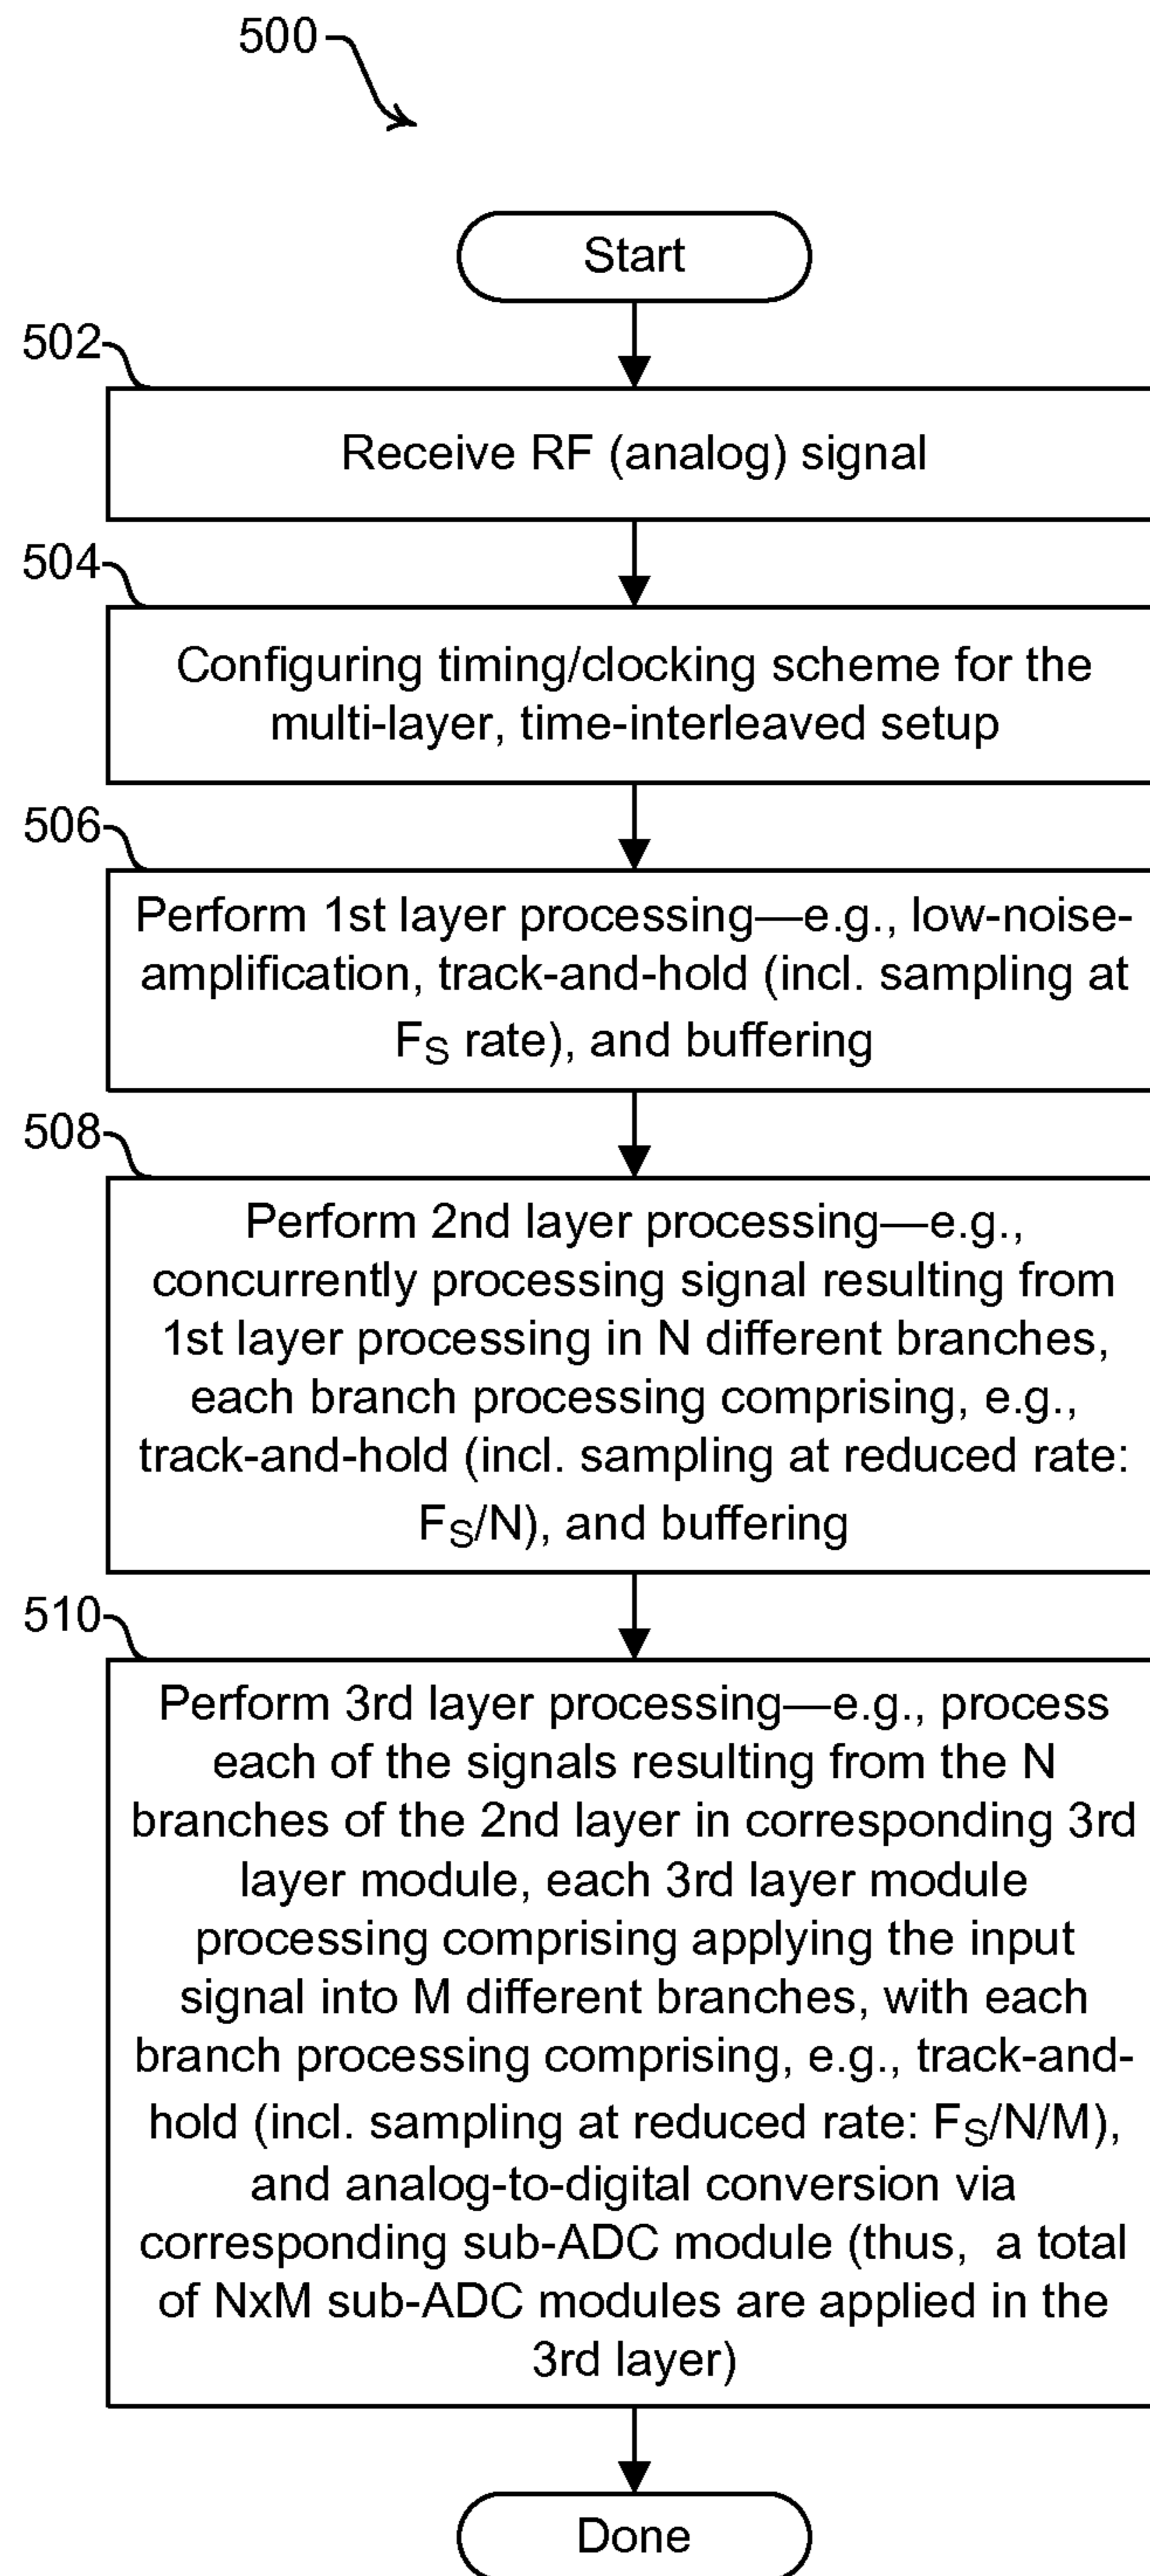 500
Start
502
Receive RF (analog) signal
504
Configuring timing/clocking scheme for the
multi-layer, time-interleaved setup
506
Perform 1st layer processing—e.g., low-noise-
amplification, track-and-hold (incl. sampling at
FS rate), and buffering
508
Perform 2nd layer processing—e.g.,
concurrently processing signal resulting from
1st layer processing in N different branches,
each branch processing comprising, e.g.,
track-and-hold (incl. sampling at reduced rate:
FS/N), and buffering
510
Perform 3rd layer processing—e.g., process
each of the signals resulting from the N
branches of the 2nd layer in corresponding 3rd
layer module, each 3rd layer module
processing comprising applying the input
signal into M different branches, with each
branch processing comprising, e.g., track-and-
hold (incl. sampling at reduced rate: FS/N/M),
and analog-to-digital conversion via
corresponding sub-ADC module (thus,  a total
of NxM sub-ADC modules are applied in the
3rd layer)
Done